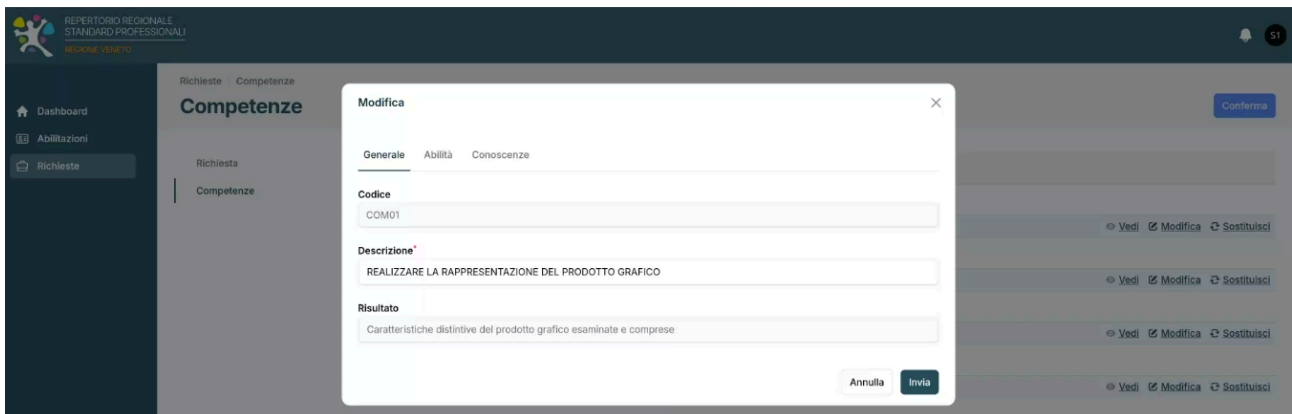 REPERTORIO REGIONALE
STANDARD PROFESSIONALI
REGIONE VENETO
S1
Richieste Competenze
Competenze
Conferma
Dashboard
Abilitazioni
Richieste
Richiesta
Competenze
Modifica
Generale Abilità Conoscenze
Codice
COM01
Descrizione*
REALIZZARE LA RAPPRESENTAZIONE DEL PRODOTTO GRAFICO
Risultato
Caratteristiche distintive del prodotto grafico esaminate e comprese
Annulla Invia
Vedi Modifica Sostituisci
Vedi Modifica Sostituisci
Vedi Modifica Sostituisci
Vedi Modifica Sostituisci